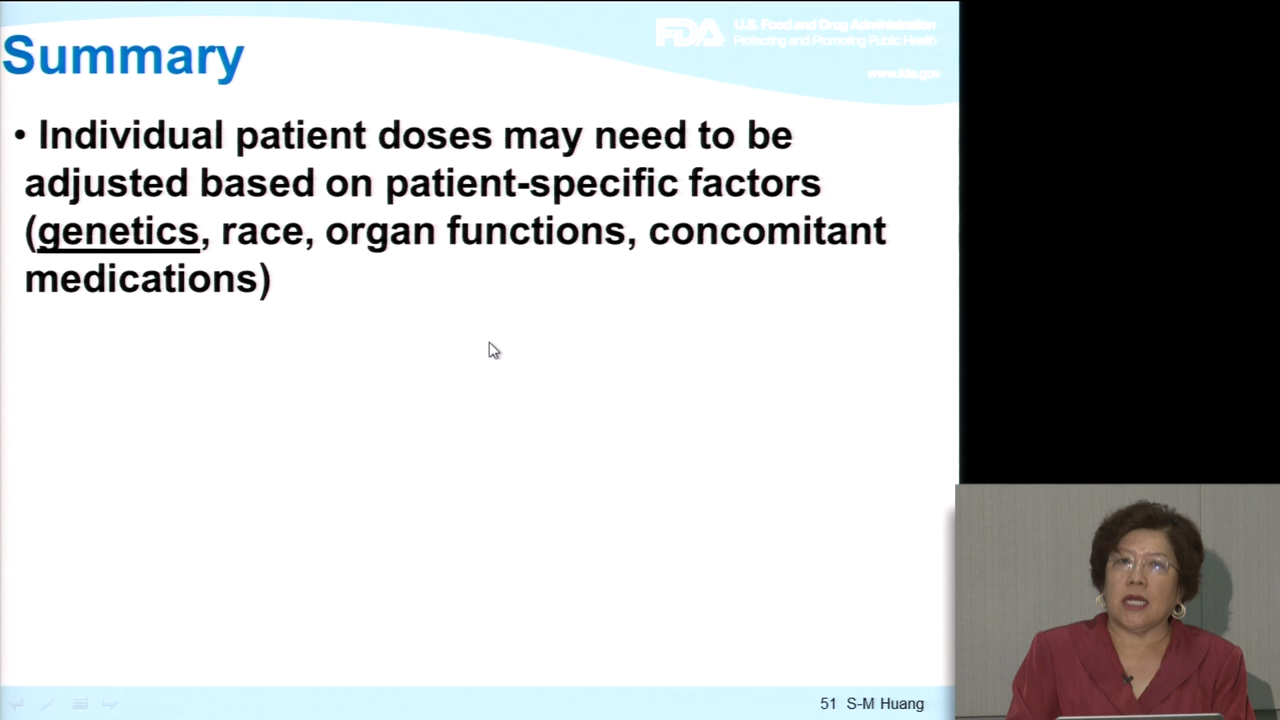 FDA
U.S. Food and Drug Administration
Protecting and Promoting Public Health
www.fda.gov
Summary
• Individual patient doses may need to be
adjusted based on patient-specific factors
(genetics, race, organ functions, concomitant
medications)
51 S-M Huang